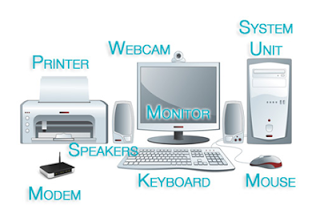 SYSTEM
UNIT
WEBCAM
PRINTER
MONITOR
SPEAKERS
MODEM
KEYBOARD
MOUSE